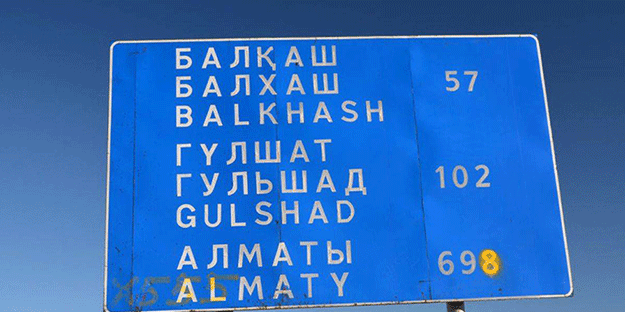 БАЛҚАШ
БАЛХАШ 57
BALKHASH
ГҮЛШАТ
ГУЛЬШАД 102
GULSHAD
АЛМАТЫ
ALMATY 698